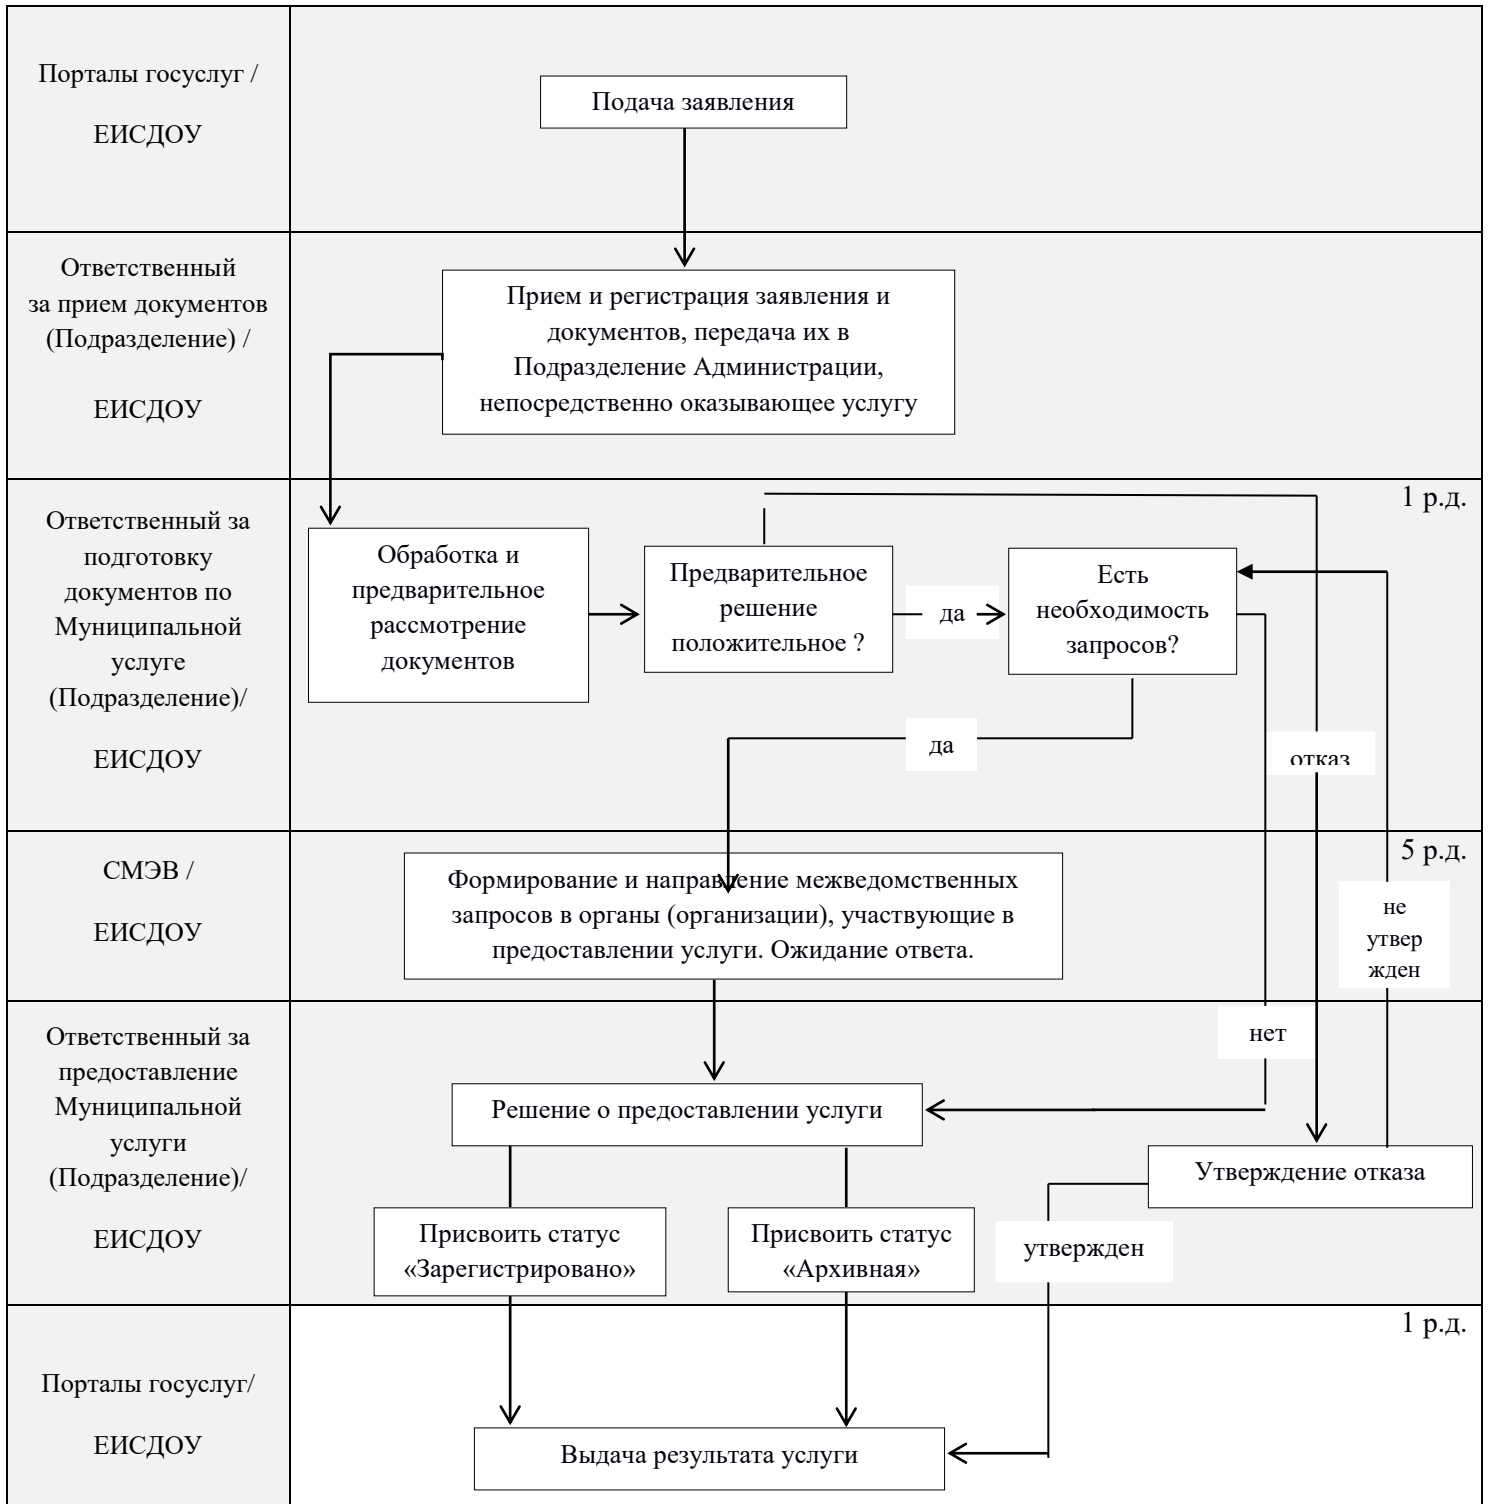 Порталы госуслуг /
ЕИСДОУ
Подача заявления
Ответственный
за прием документов
(Подразделение) /
ЕИСДОУ
Прием и регистрация заявления и
документов, передача их в
Подразделение Администрации,
непосредственно оказывающее услугу
1 р.д.
Ответственный за
подготовку
документов по
Муниципальной
услуге
(Подразделение)/
ЕИСДОУ
Обработка и
предварительное
рассмотрение
документов
Предварительное
решение
положительное ?
да
Есть
необходимость
запросов?
да
отказ
5 р.д.
СМЭВ /
ЕИСДОУ
Формирование и направление межведомственных
запросов в органы (организации), участвующие в
предоставлении услуги. Ожидание ответа.
не
утвер
жден
Ответственный за
предоставление
Муниципальной
услуги
(Подразделение)/
ЕИСДОУ
нет
Решение о предоставлении услуги
Утверждение отказа
Присвоить статус
«Зарегистрировано»
Присвоить статус
«Архивная»
утвержден
1 р.д.
Порталы госуслуг/
ЕИСДОУ
Выдача результата услуги